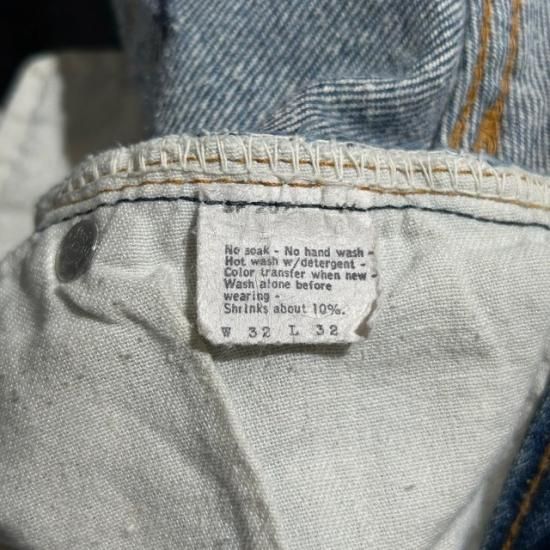 No soak - No hand wash -
Hot wash w/detergent -
Color transfer when new -
Wash alone before
wearing -
Shrinks about 10%.
W 32 L 32